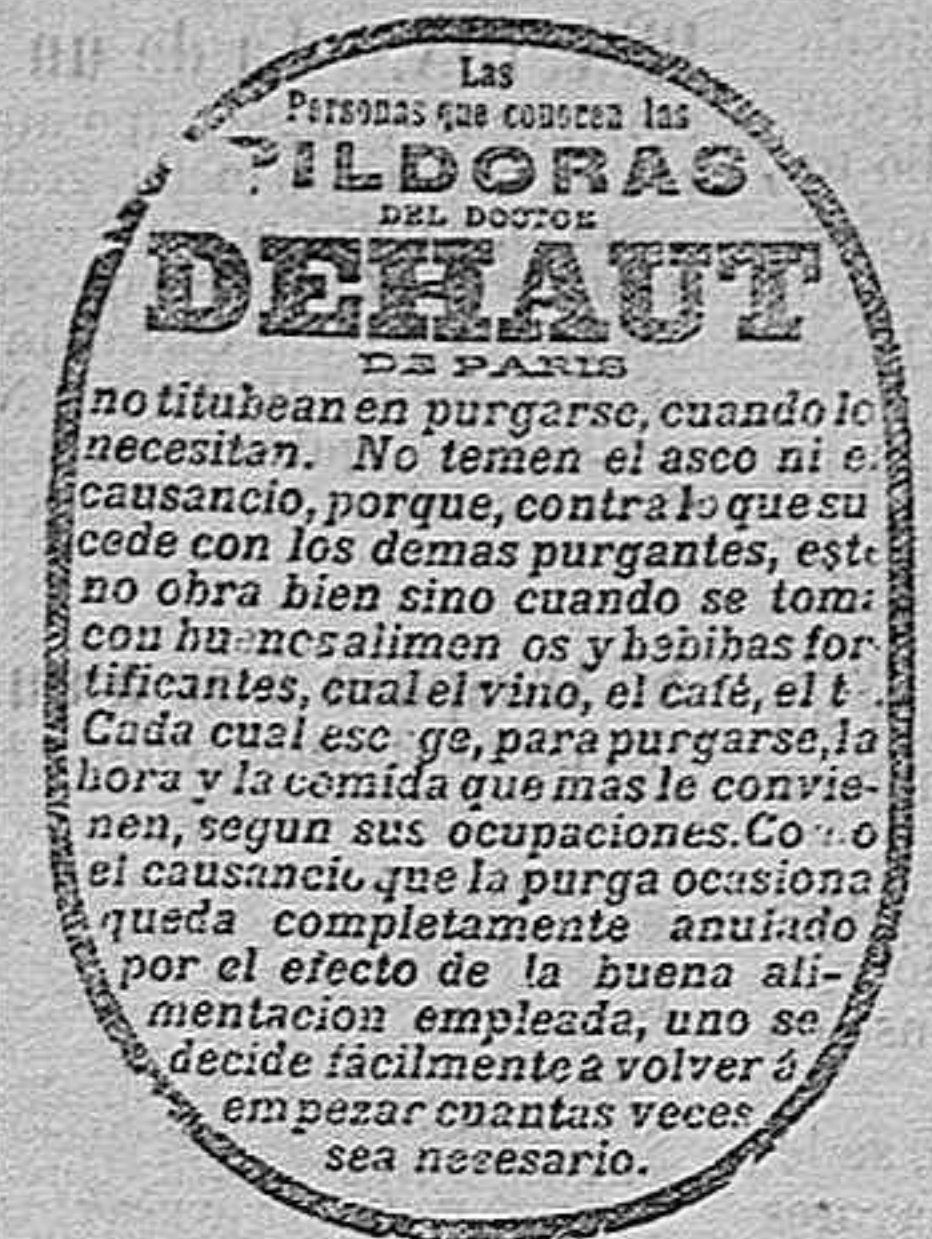 Las
Personas que conocen las
PILDORAS
DEL DOCTOR
DEHAUT
DE PARIS
no titubean en purgarse, cuando lo
necesitan. No temen el asco ni el
causancio, porque, contra lo que su
cede con los demas purgantes, este
no obra bien sino cuando se toma
con buenos alimen os y bebibas for-
tificantes, cual el vino, el café, el t
Cada cual esc ge, para purgarse, la
hora y la comida que mas le convie-
nen, segun sus ocupaciones. Co o
el causancio que la purga ocasiona
queda completamente anulado
por el efecto de la buena ali-
mentacion empleada, uno se
decide fácilmente a volver á
empezar cuantas veces
sea necesario.